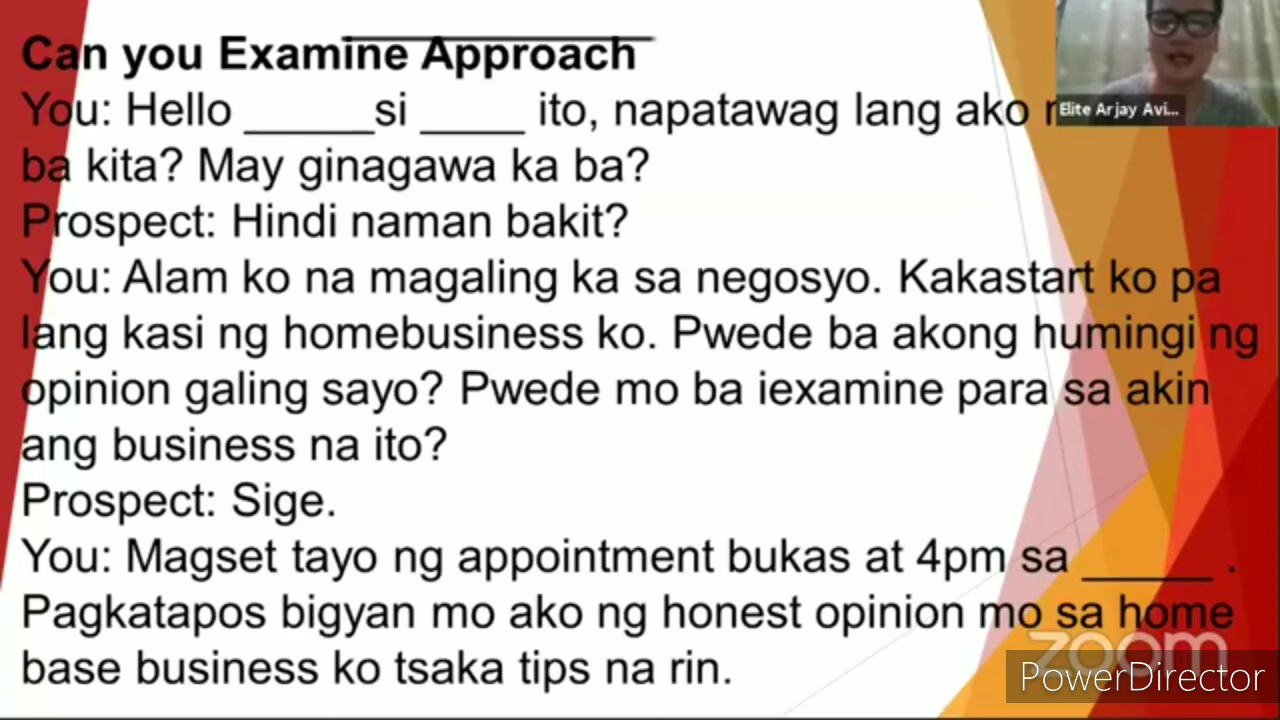 Can you Examine Approach
You: Hello _____si ____ ito, napatawag lang ako
ba kita? May ginagawa ka ba?
Prospect: Hindi naman bakit?
You: Alam ko na magaling ka sa negosyo. Kakastart ko pa
lang kasi ng homebusiness ko. Pwede ba akong humingi ng
opinion galing sayo? Pwede mo ba iexamine para sa akin
ang business na ito?
Prospect: Sige.
You: Magset tayo ng appointment bukas at 4pm sa _____ .
Pagkatapos bigyan mo ako ng honest opinion mo sa home
base business ko tsaka tips na rin.
Elite Arjay Avi...
zoom
PowerDirector